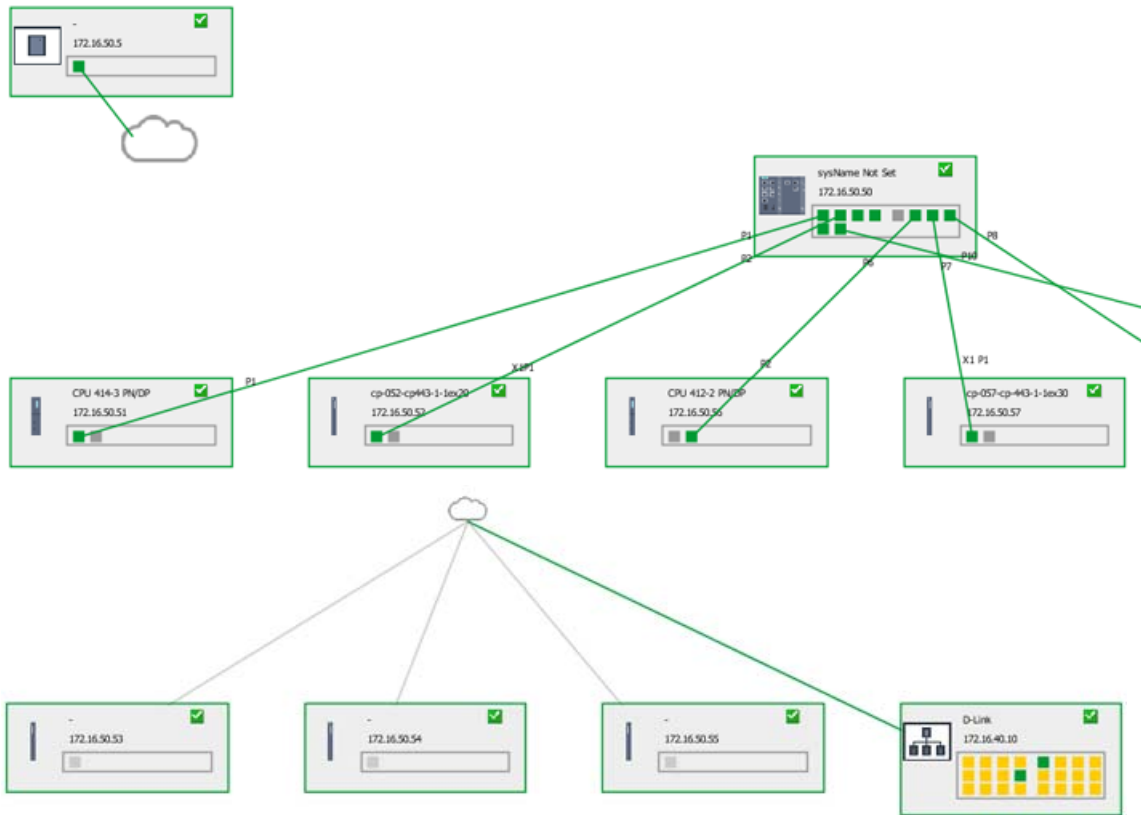 -
172.16.50.5
sysName Not Set
172.16.50.50
P1
P2
P6
P7
P10
P8
P1
X1P1
P2
X1 P1
CPU 414-3 PN/DP
172.16.50.51
cp-052-cp443-1-1ex20
172.16.50.52
CPU 412-2 PN/DP
172.16.50.56
cp-057-cp-443-1-1ex30
172.16.50.57
-
172.16.50.53
-
172.16.50.54
-
172.16.50.55
D-Link
172.16.40.10